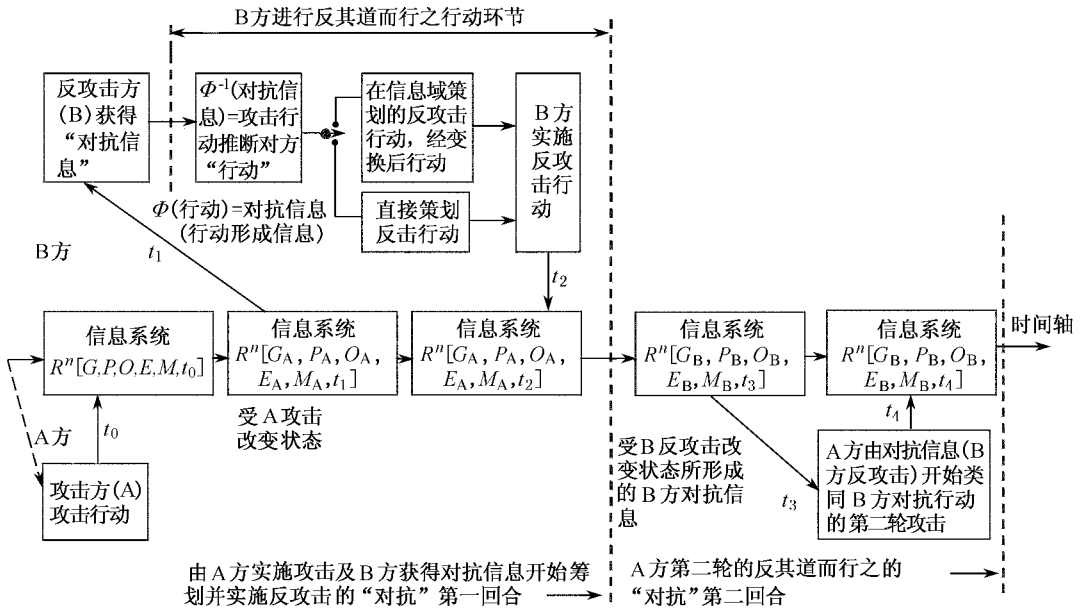 B方进行反其道而行之行动环节
反攻击方
(B)获得
“对抗信
息”
Φ⁻¹(对抗信
息)=攻击行
动推断对方
“行动”
在信息域策
划的反攻击
行动，经变
换后行动
B方
实施
反攻
击行
动
Φ(行动)=对抗信息
(行动形成信息)
直接策划
反击行动
B方
t₁
t₂
信息系统
Rⁿ[G,P,O,E,M,t₀]
信息系统
Rⁿ[G_A, P_A, O_A,
E_A,M_A,t₁]
信息系统
Rⁿ[G_A, P_A, O_A,
E_A,M_A,t₂]
信息系统
Rⁿ[G_B, P_B, O_B,
E_B,M_B,t₃]
信息系统
Rⁿ[G_B, P_B, O_B,
E_B,M_B,t₄]
时间轴
A方
t₀
受A攻击
改变状态
攻击方(A)
攻击行动
受B反攻击改
变状态所形成
的B方对抗信
息
t₃
t₄
A方由对抗信息(B
方反攻击)开始类
同B方对抗行动
的第二轮攻击
由A方实施攻击及B方获得对抗信息开始筹
划并实施反攻击的“对抗”第一回合
A方第二轮的反其道而行之的
“对抗”第二回合